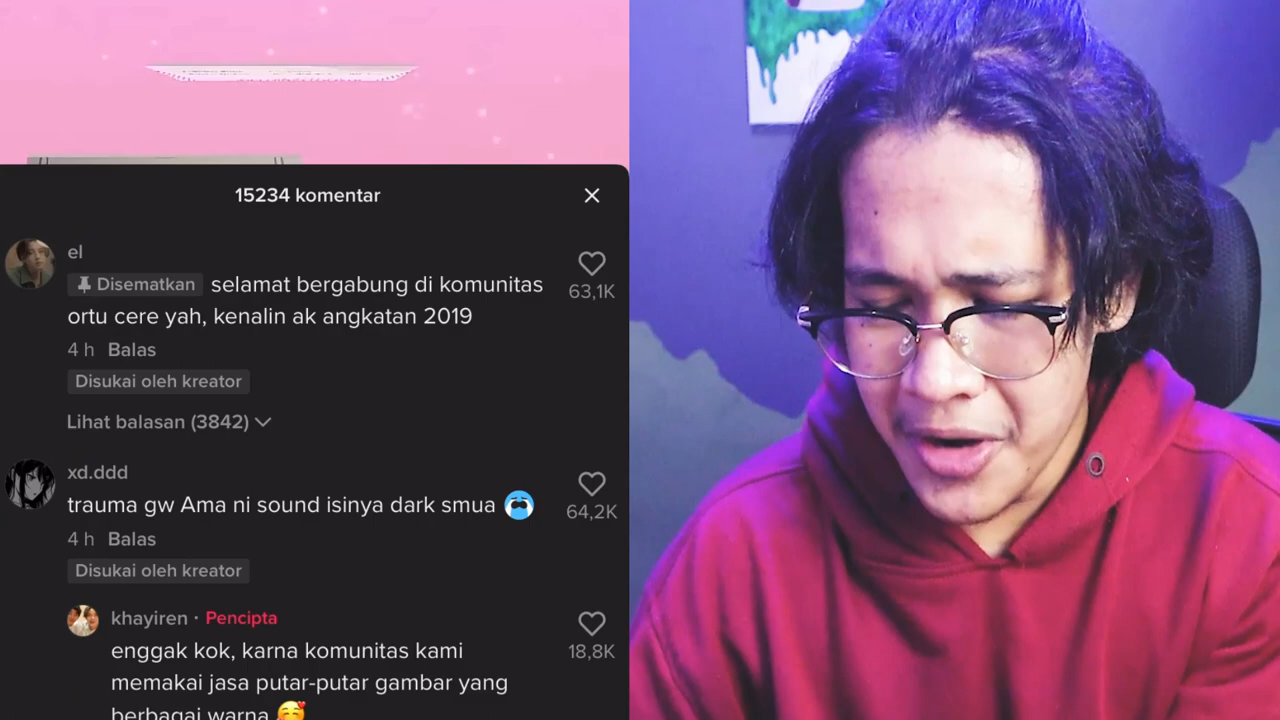 15234 komentar
el
Disematkan selamat bergabung di komunitas
ortu cere yah, kenalin ak angkatan 2019
63,1K
4 h Balas
Disukai oleh kreator
Lihat balasan (3842)
xd.ddd
trauma gw Ama ni sound isinya dark smua 😭
64,2K
4 h Balas
Disukai oleh kreator
khayiren · Pencipta
enggak kok, karna komunitas kami
18,8K
memakai jasa putar-putar gambar yang
berbagai warna 🥰